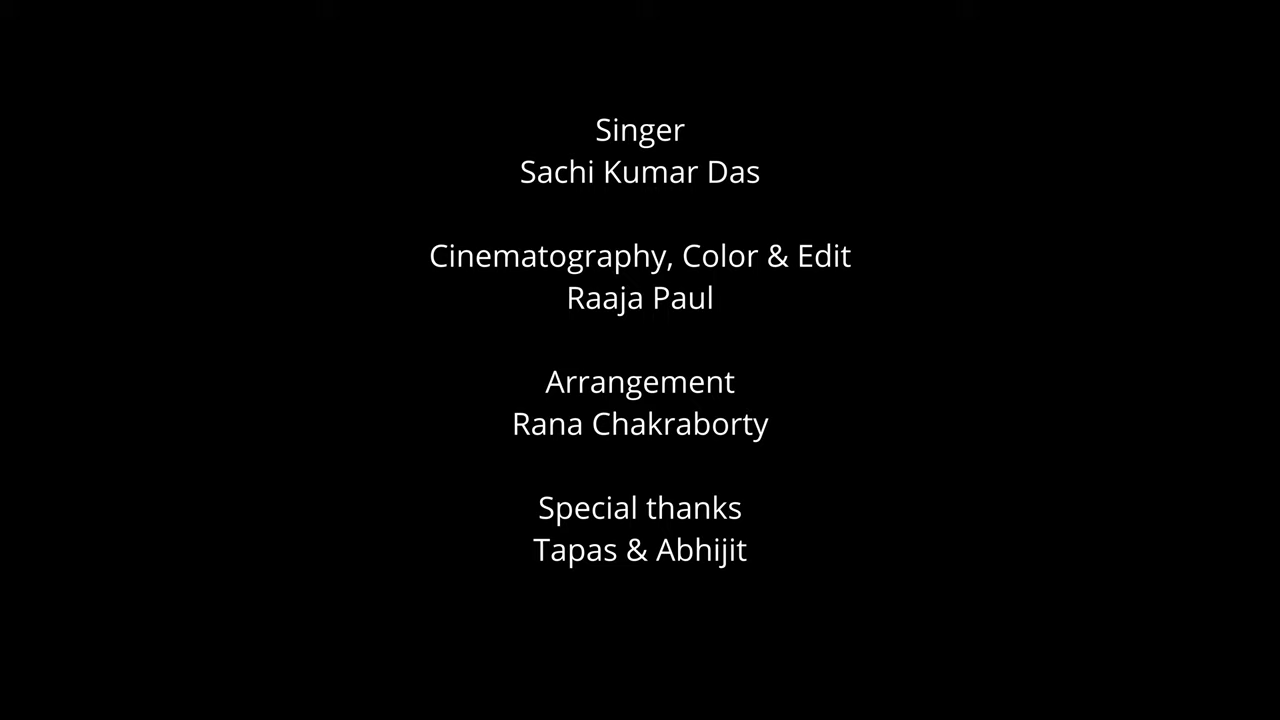 Singer
Sachi Kumar Das
Cinematography, Color & Edit
Raaja Paul
Arrangement
Rana Chakraborty
Special thanks
Tapas & Abhijit